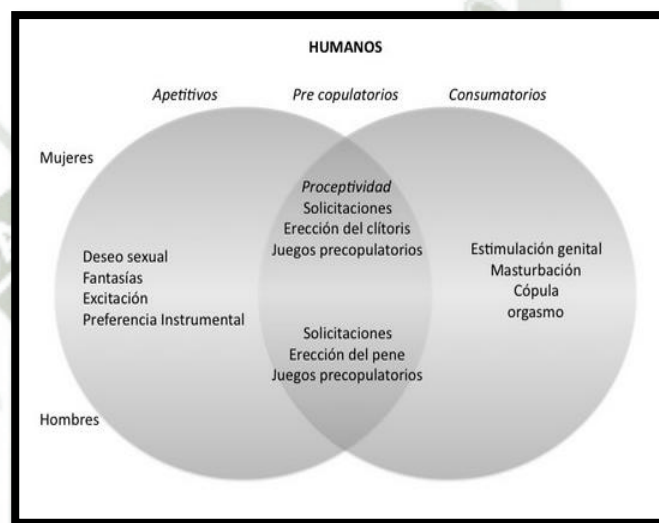 HUMANOS
Apetitivos Pre copulatorios Consumatorios
Mujeres
Proceptividad
Solicitaciones
Erección del clítoris
Juegos precopulatorios
Deseo sexual
Fantasías
Excitación
Preferencia Instrumental
Estimulación genital
Masturbación
Cópula
orgasmo
Solicitaciones
Erección del pene
Juegos precopulatorios
Hombres